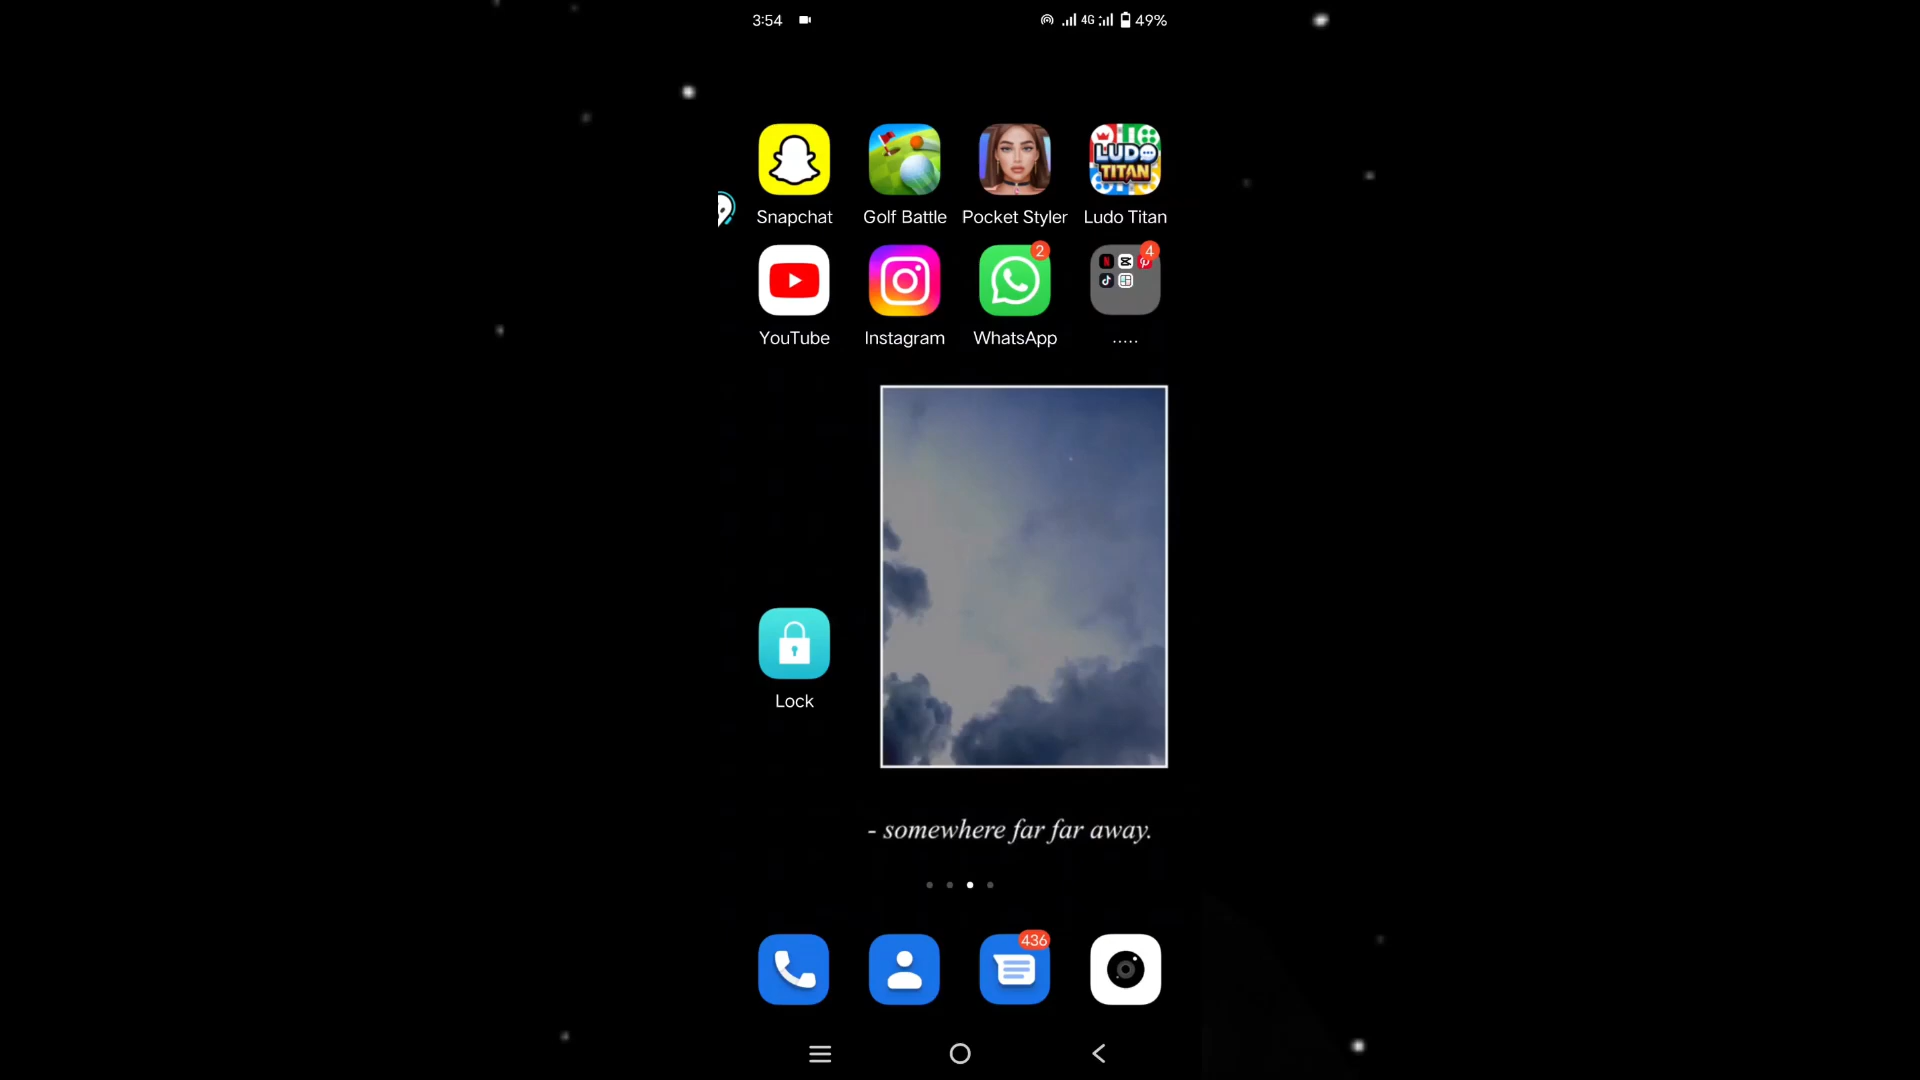 3:54 4G 49%
LUDO
TITAN
Snapchat Golf Battle Pocket Styler Ludo Titan
2 4
YouTube Instagram WhatsApp .....
Lock
- somewhere far far away.
436